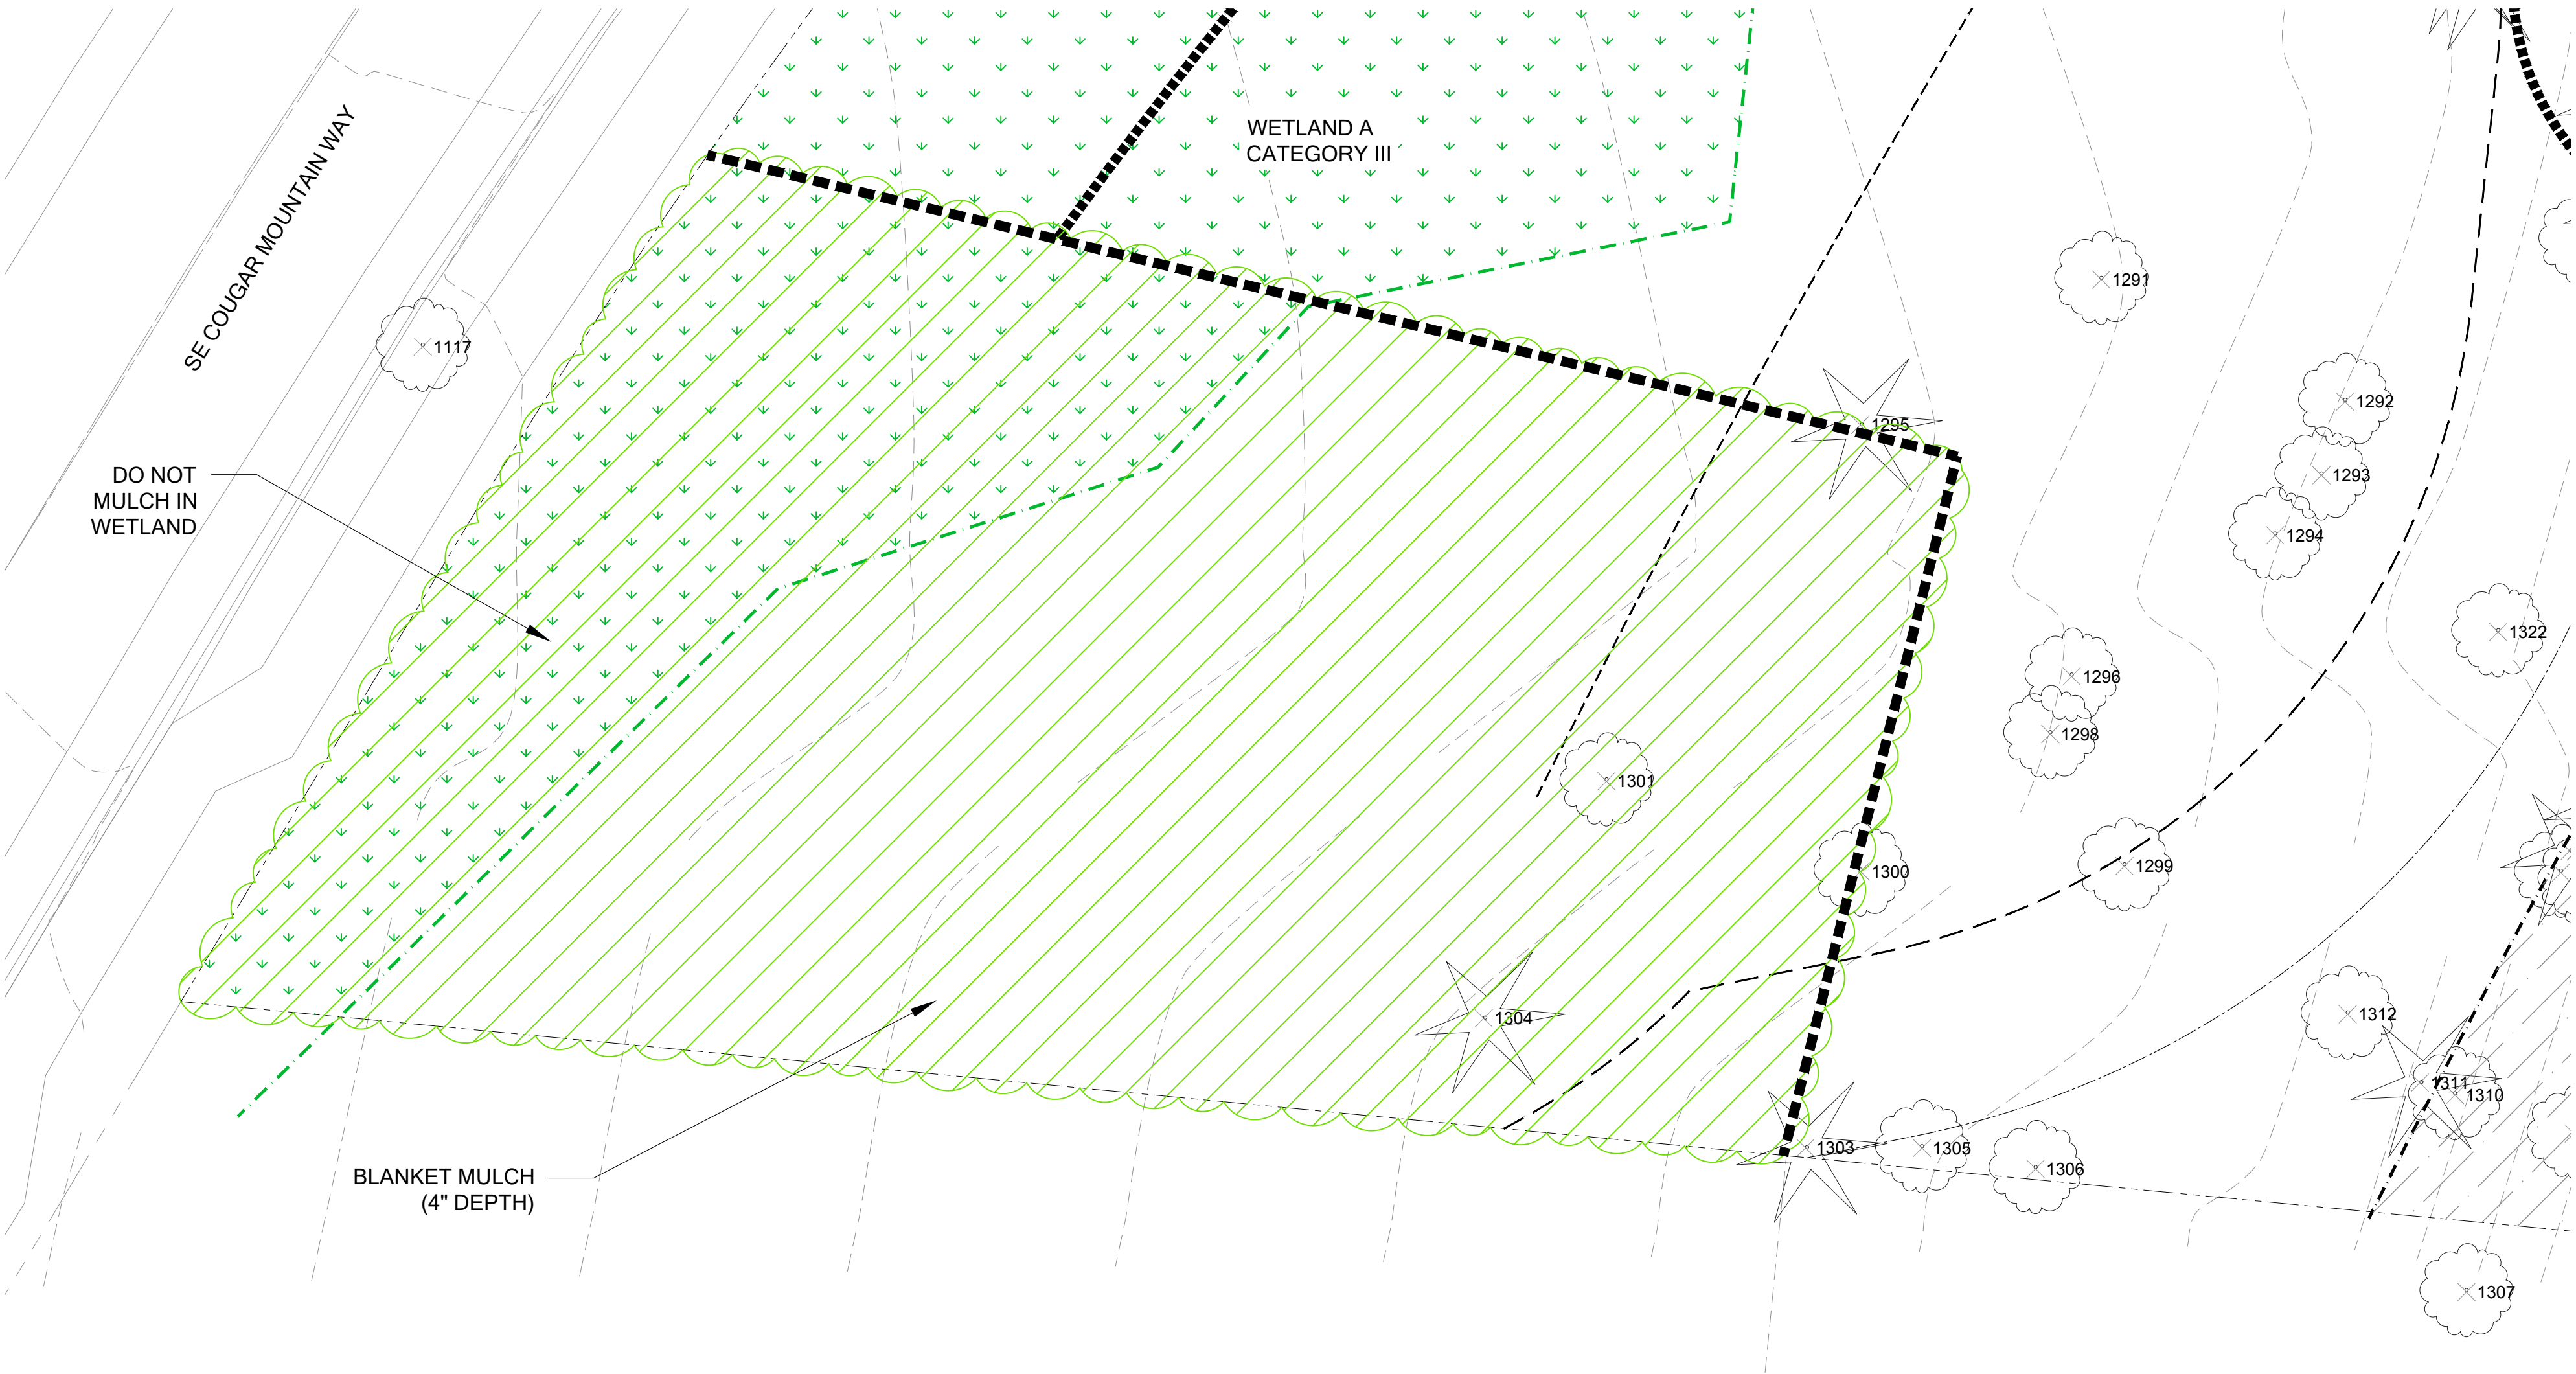 SE COUGAR MOUNTAIN WAY
WETLAND A
CATEGORY III
1117
1291
1292
1293
1294
1295
DO NOT
MULCH IN
WETLAND
1322
1296
1298
1301
1299
1300
1304
1312
1311
1310
1303
1305
1306
BLANKET MULCH
(4" DEPTH)
1307